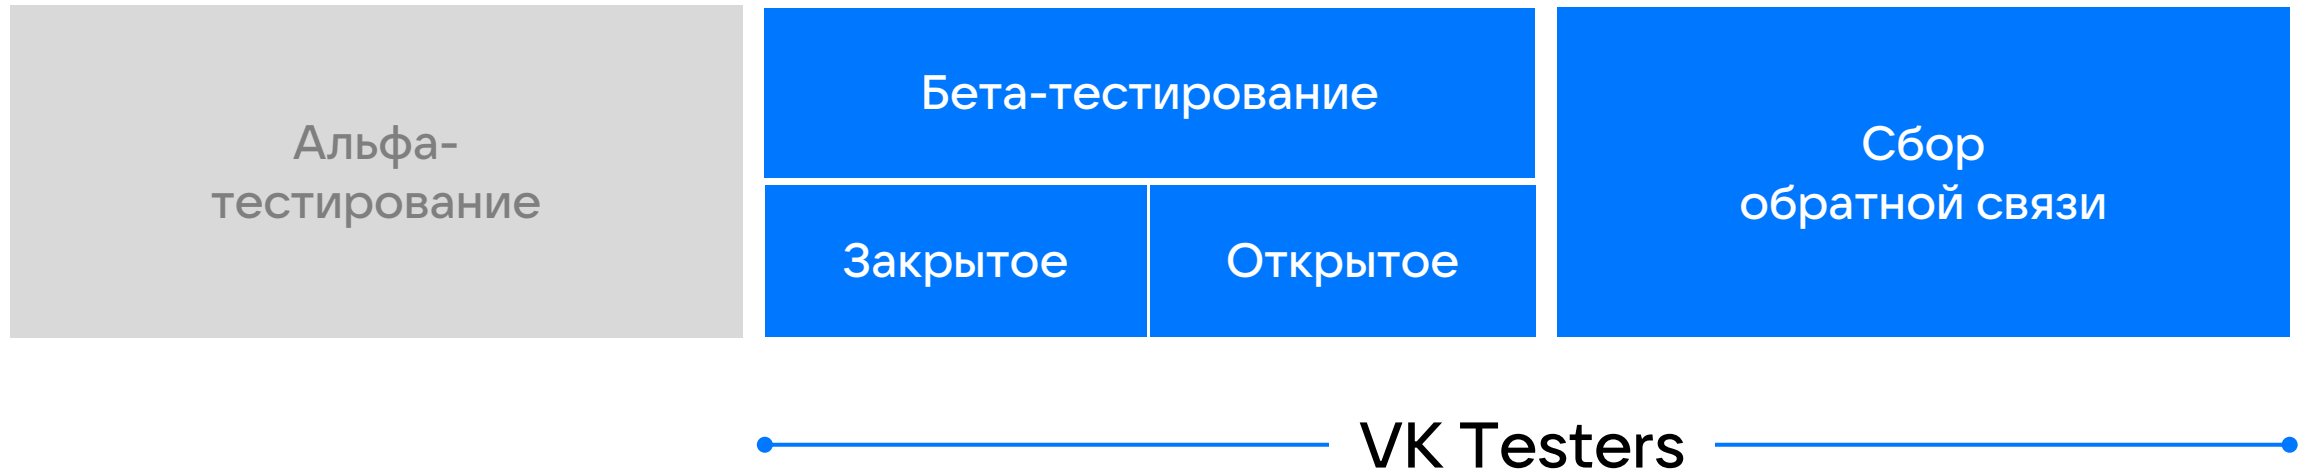 Альфа-
тестирование
Бета-тестирование
Закрытое
Открытое
Сбор
обратной связи
VK Testers